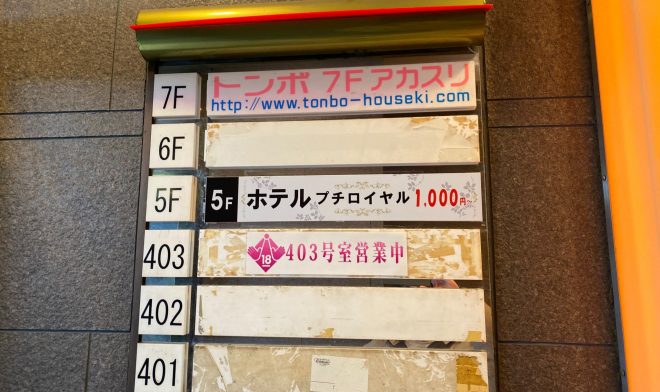 7F
トンボ 7F アカスリ
http://www.tonbo-houseki.com
6F
5F
5F ホテル プチロイヤル 1,000円~
403
18 403号室営業中
402
401